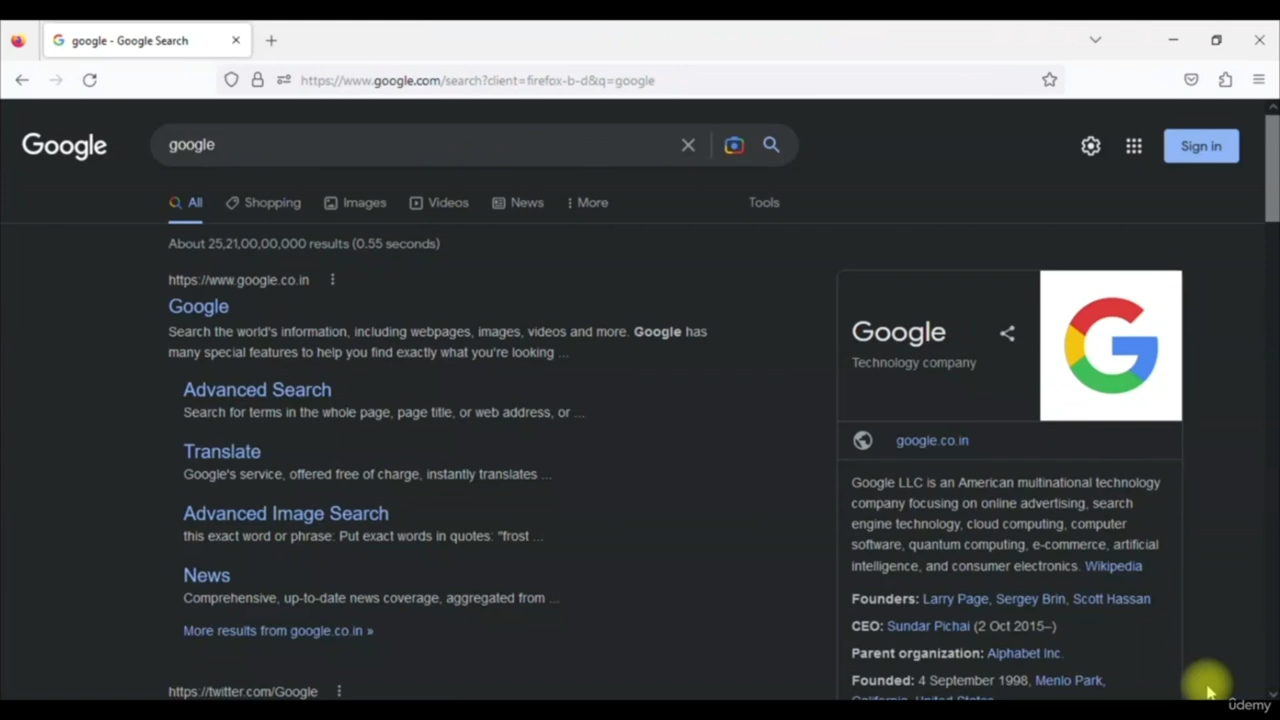 google - Google Search
https://www.google.com/search?client=firefox-b-d&q=google
Google
google
Sign in
All
Shopping
Images
Videos
News
More
Tools
About 25,21,00,00,000 results (0.55 seconds)
https://www.google.co.in
Google
Search the world's information, including webpages, images, videos and more. Google has
many special features to help you find exactly what you're looking ...
Advanced Search
Search for terms in the whole page, page title, or web address, or ...
Translate
Google's service, offered free of charge, instantly translates ...
Advanced Image Search
this exact word or phrase: Put exact words in quotes: "frost ...
News
Comprehensive, up-to-date news coverage, aggregated from ...
More results from google.co.in »
https://twitter.com/Google
Google
Technology company
G
google.co.in
Google LLC is an American multinational technology
company focusing on online advertising, search
engine technology, cloud computing, computer
software, quantum computing, e-commerce, artificial
intelligence, and consumer electronics. Wikipedia
Founders: Larry Page, Sergey Brin, Scott Hassan
CEO: Sundar Pichai (2 Oct 2015–)
Parent organization: Alphabet Inc.
Founded: 4 September 1998, Menlo Park,
California, United States
ûdemy